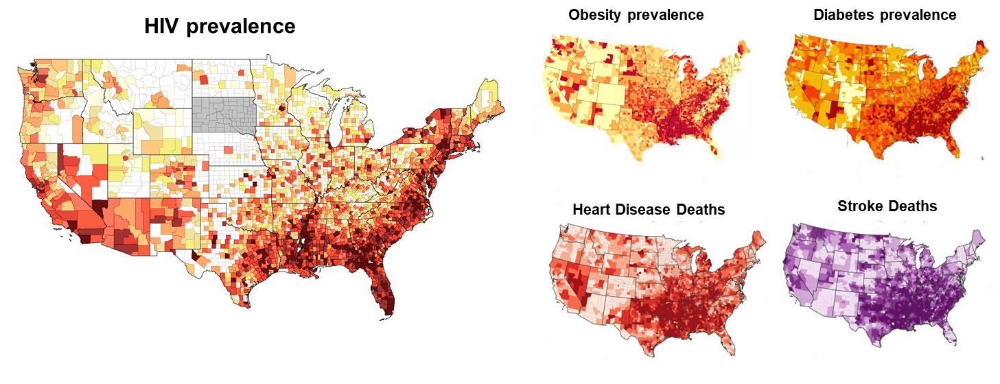 HIV prevalence
Obesity prevalence
Diabetes prevalence
Heart Disease Deaths
Stroke Deaths